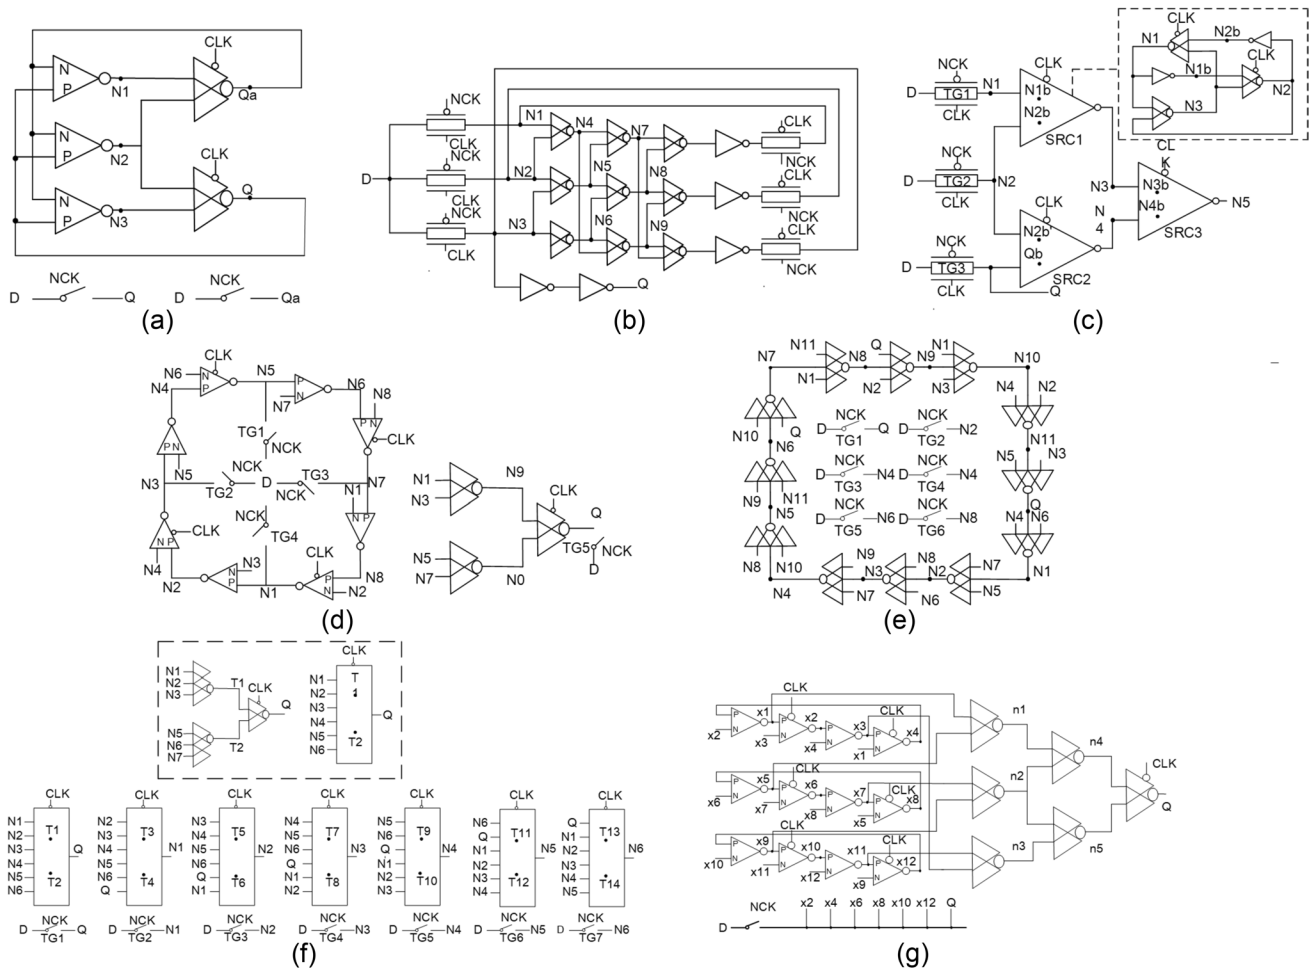 CLK
N
P
N1
Qa
N
P
N2
CLK
Q
N
P
N3
NCK
D
Q
NCK
D
Qa
(a)
NCK
N1
N4
N7
CLK
CLK
NCK
NCK
CLK
D
N2
N5
N8
CLK
NCK
NCK
CLK
N3
N6
N9
CLK
NCK
Q
(b)
CLK
N1
N2b
CLK
N1b
N2
N3
NCK
D
TG1
N1
CLK
CLK
N1b
N2b
SRC1
NCK
D
TG2
N2
CLK
CLK
N2b'
Qb
SRC2
NCK
D
TG3
CLK
Q
CL
K
N3
N3b
N
4
N4b
N5
SRC3
(c)
CLK
N6
N
P
N5
P
N
N6
N8
N4
N7
TG1
NCK
P N
CLK
P N
N5
NCK
TG3
N3
TG2
D
NCK
N1
N7
NCK
TG4
N P
CLK
N4
N2
N3
N
P
N1
CLK
P
N
N2
N8
N1
N3
N9
N5
N7
N0
CLK
Q
TG5
NCK
D
(d)
N7
N11
N1
N8
Q
N2
N9
N1
N3
N10
N4
N2
N10
Q
N6
N11
N5
N3
N9
N11
N5
Q
N4
N6
N8
N10
N4
N1
NCK
D
Q
TG1
NCK
D
N2
TG2
NCK
D
N4
TG3
NCK
D
N4
TG4
NCK
D
N6
TG5
NCK
D
N8
TG6
N9
N3
N7
N8
N2
N6
N7
N5
(e)
N1
N2
N3
T1
CLK
Q
N5
N6
N7
T2
CLK
N1
N2
N3
N4
N5
N6
T
1
T2
Q
CLK
N1
N2
N3
N4
N5
N6
T1
T2
Q
NCK
D
Q
TG1
CLK
N2
N3
N4
N5
N6
Q
T3
T4
N1
NCK
D
N1
TG2
CLK
N3
N4
N5
N6
Q
N1
T5
T6
N2
NCK
D
N2
TG3
CLK
N4
N5
N6
Q
N1
N2
T7
T8
N3
NCK
D
N3
TG4
CLK
N5
N6
Q
N1
N2
N3
T9
T10
N4
NCK
D
N4
TG5
CLK
N6
Q
N1
N2
N3
N4
T11
T12
N5
NCK
D
N5
TG6
CLK
Q
N1
N2
N3
N4
N5
T13
T14
N6
NCK
D
N6
TG7
(f)
CLK
x1
x2
x3
CLK
x4
x2
x3
x4
x1
P
N
P
N
P
N
P
N
CLK
x5
x6
x7
CLK
x8
x6
x7
x8
x5
P
N
P
N
P
N
P
N
CLK
x9
x10
x11
CLK
x12
x10
x11
x12
x9
P
N
P
N
P
N
P
N
n1
n2
n3
n4
n5
CLK
Q
D
NCK
x2 x4 x6 x8 x10 x12 Q
(g)